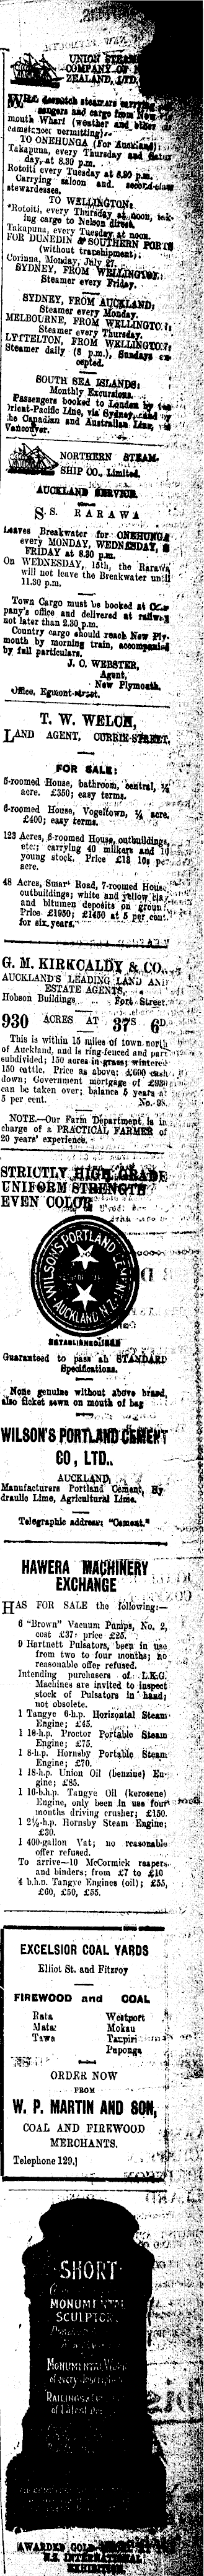 UNION STEAM
COMPANY OF
ZEALAND, LTD.
despatch steamers carrying
sengers and cargo from New
mouth Wharf (weather and other
cumstances permitting):—
TO ONEHUNGA (For Auckland):
Takapuna, every Thursday and Satur
day, at 8.30 p.m.
Rotoiti every Tuesday at 8.30 p.m.
Carrying saloon and second-class
stewardesses.
TO WELLINGTON:
*Rotoiti, every Thursday at noon, tak-
ing cargo to Nelson direct.
Takapuna, every Tuesday, at noon.
FOR DUNEDIN & SOUTHERN PORTS
(without transhipment):
Corinna, Monday, July 27.
SYDNEY, FROM WELLINGTON:
Steamer every Friday.
SYDNEY, FROM AUCKLAND:
Steamer every Monday.
MELBOURNE, FROM WELLINGTON:
Steamer every Thursday.
LYTTELTON, FROM WELLINGTON:
Steamer daily (8 p.m.), Sundays ex-
cepted.
SOUTH SEA ISLANDS:
Monthly Excursions.
Passengers booked to London by
Orient-Pacific Line, via Sydney, and by
the Canadian and Australian Line, via
Vancouver.
NORTHERN STEAM
SHIP CO., Limited.
AUCKLAND SERVICE.
S.S. RARAWA
Leaves Breakwater for ONEHUNGA
every MONDAY, WEDNESDAY, &
FRIDAY at 8.30 p.m.
On WEDNESDAY, 15th, the Rarawa
will not leave the Breakwater until
11.30 p.m.
Town Cargo must be booked at Com-
pany's office and delivered at railway
not later than 2.30 p.m.
Country cargo should reach New Ply-
mouth by morning train, accompanied
by full particulars.
J. C. WEBSTER,
Agent,
New Plymouth.
Office, Egmont-street.
T. W. WELCH,
LAND AGENT, CURRIE-STREET.
FOR SALE:
5-roomed House, bathroom, central, ¼
acre. £350; easy terms.
6-roomed House, Vogeltown, ¼ acre.
£400; easy terms.
123 Acres, 6-roomed House, outbuildings,
etc.; carrying 40 milkers and 10
young stock. Price £13 10s per
acre.
48 Acres, Smart Road, 7-roomed House,
outbuildings; white and yellow clay
and bitumen deposits on ground.
Price £1950; £1450 at 5 per cent.
for six years.
G. M. KIRKCALDY & CO.
AUCKLAND'S LEADING LAND AND
ESTATE AGENTS,
Hobson Buildings, Fort Street.
930 ACRES AT 37S 6D
This is within 15 miles of town north
of Auckland, and is ring-fenced and part
subdivided; 150 acres in grass; wintered
150 cattle. Price as above; £600 cash
down; Government mortgage of £930
can be taken over; balance 5 years at
5 per cent. No. 98.
NOTE.—Our Farm Department is in
charge of a PRACTICAL FARMER of
20 years' experience.
STRICTLY HIGH GRADE
UNIFORM STRENGTH
EVEN COLOR
WILSON'S PORTLAND CEMENT
AUCKLAND N.Z.
ESTABLISHED
Guaranteed to pass all STANDARD
Specifications.
None genuine without above brand,
also ticket sewn on mouth of bag
WILSON'S PORTLAND CEMENT
CO, LTD.,
AUCKLAND,
Manufacturers Portland Cement, Hy
draulic Lime, Agricultural Lime.
Telegraphic address: "Cement."
HAWERA MACHINERY
EXCHANGE
HAS FOR SALE the following:—
6 "Brown" Vacuum Pumps, No. 2,
cost £37; price £25.
9 Hartnett Pulsators, been in use
from two to four months; no
reasonable offer refused.
Intending purchasers of L.K.G.
Machines are invited to inspect
stock of Pulsators in hand;
not obsolete.
1 Tangye 6-h.p. Horizontal Steam
Engine; £45.
1 10-h.p. Proctor Portable Steam
Engine; £75.
1 8-h.p. Hornsby Portable Steam
Engine; £70.
1 18-h.p. Union Oil (benzine) En-
gine; £85.
1 16-b.h.p. Tangye Oil (kerosene)
Engine, only been in use four
months driving crusher; £150.
1 2½-h.p. Hornsby Steam Engine;
£30.
1 400-gallon Vat; no reasonable
offer refused.
To arrive—10 McCormick reapers
and binders; from £7 to £10
4 b.h.p. Tangye Engines (oil); £55,
£60, £50, £55.
EXCELSIOR COAL YARDS
Elliot St. and Fitzroy
FIREWOOD and COAL
Rata Westport
Matai Mokau
Tawa Taupiri
Puponga
ORDER NOW
FROM
W. P. MARTIN AND SON,
COAL AND FIREWOOD
MERCHANTS.
Telephone 129.]
SHORT
MONUMENTAL
SCULPTOR,
MONUMENTAL WORK
of every description
RAILINGS
of Latest
AWARDED GOLD
N.Z. INTERNATIONAL
EXHIBITION.